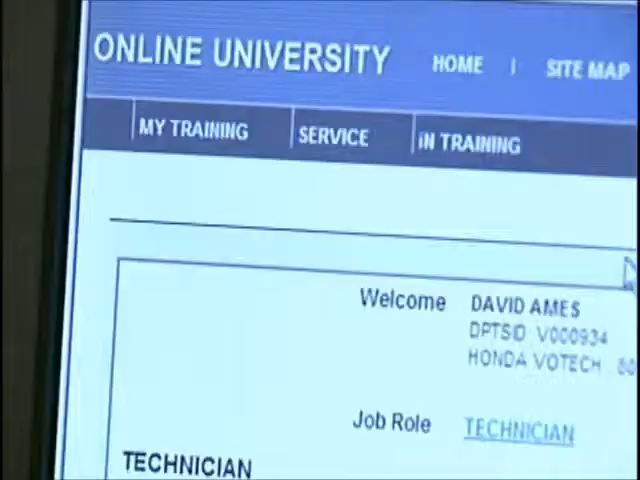 ONLINE UNIVERSITY HOME | SITE MAP
MY TRAINING SERVICE iN TRAINING
Welcome DAVID AMES
DPTSID V000934
HONDA VOTECH
Job Role TECHNICIAN
TECHNICIAN